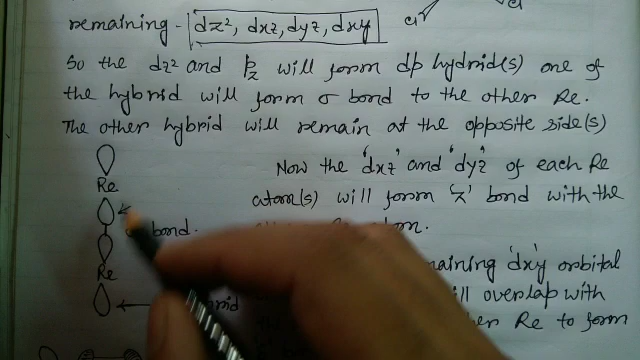 remaining - dz², dxz, dyz, dxy
Cl Cl
So the dz² and pz will form dp hydrid(s) one of
the hybrid will form σ bond to the other Re.
The other hybrid will remain at the opposite side(s)
Re
bond.
Re
Now the 'dxz' and 'dyz' of each Re
atom(s) will form 'π' bond with the
'dxy' orbital
overlap with
Re to form